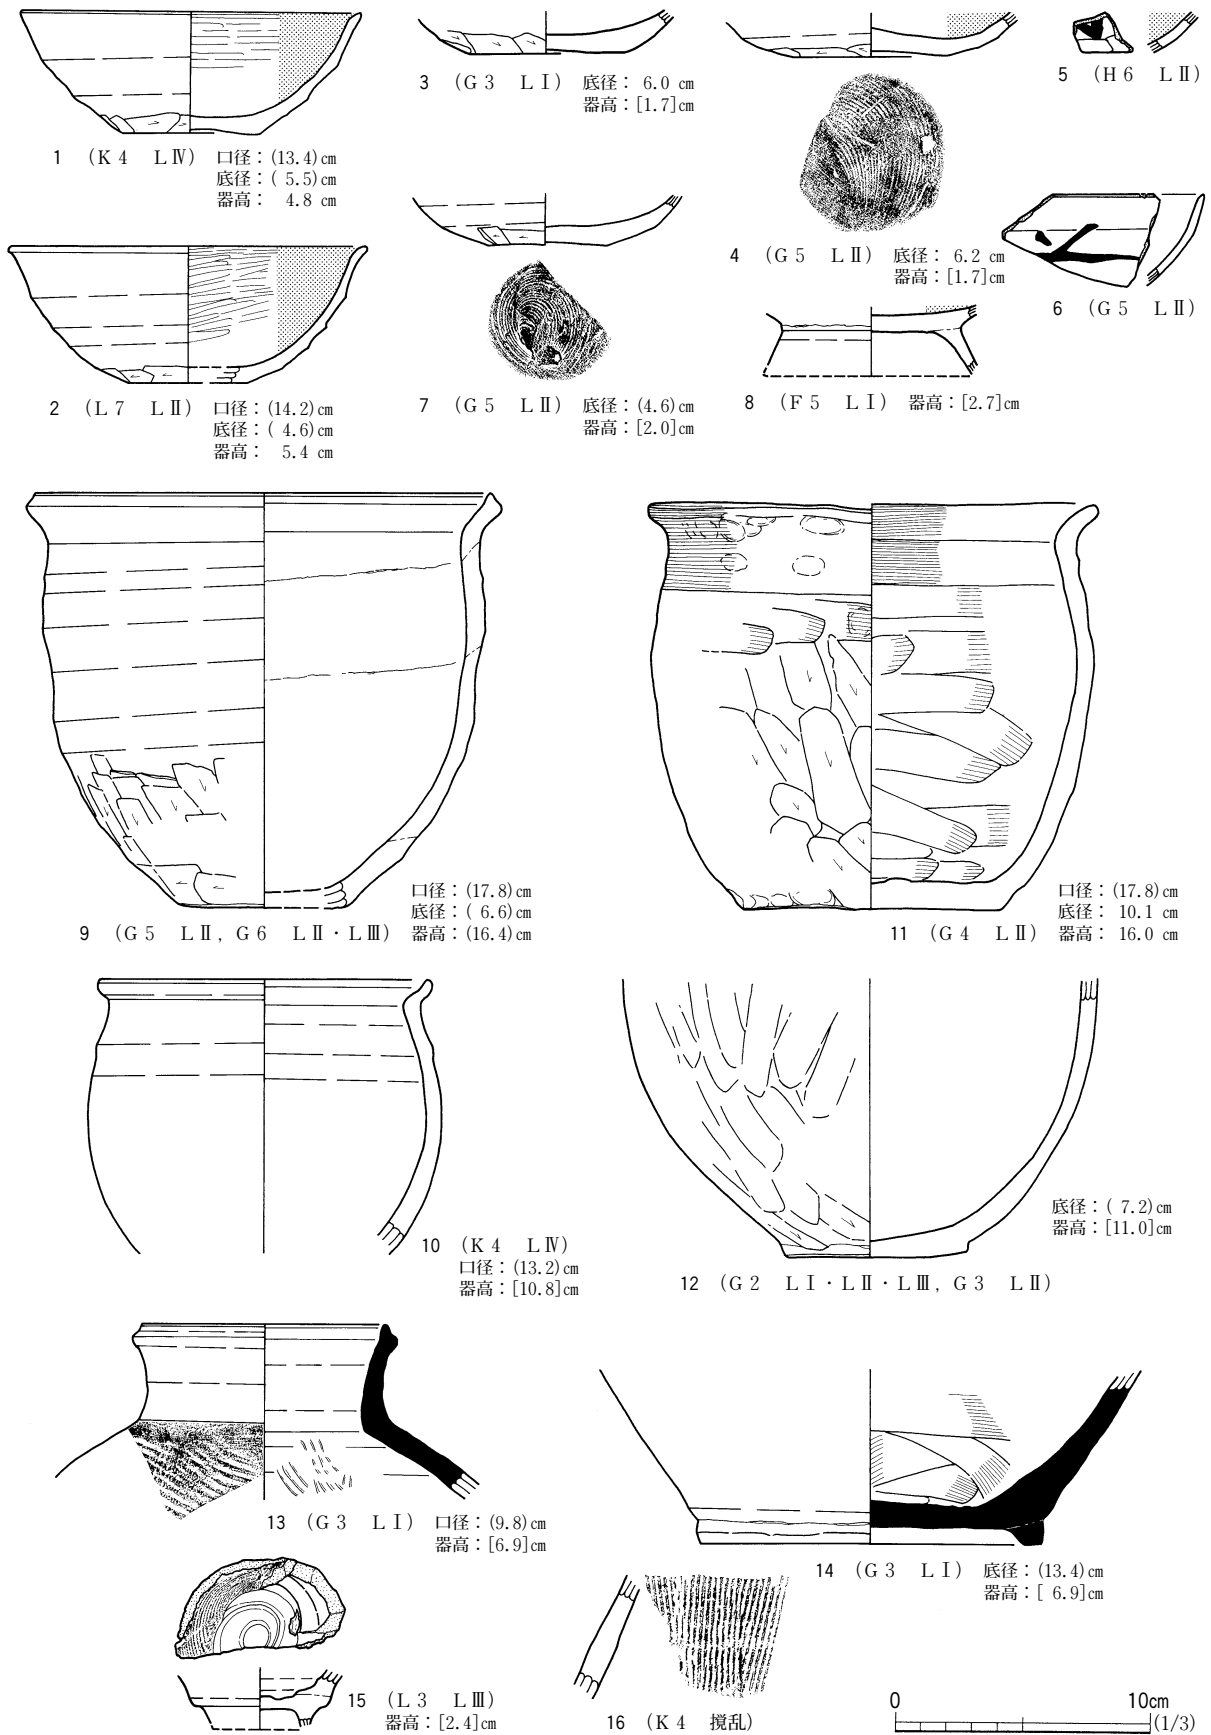 1 (K4 LⅣ) 口径：(13.4)㎝
底径：( 5.5)㎝
器高： 4.8 ㎝
2 (L7 LⅡ) 口径：(14.2)㎝
底径：( 4.6)㎝
器高： 5.4 ㎝
3 (G3 LⅠ) 底径： 6.0 ㎝
器高：[1.7]㎝
4 (G5 LⅡ) 底径： 6.2 ㎝
器高：[1.7]㎝
5 (H6 LⅡ)
6 (G5 LⅡ)
7 (G5 LⅡ) 底径：(4.6)㎝
器高：[2.0]㎝
8 (F5 LⅠ) 器高：[2.7]㎝
口径：(17.8)㎝
底径：( 6.6)㎝
9 (G5 LⅡ, G6 LⅡ・LⅢ) 器高：(16.4)㎝
口径：(17.8)㎝
底径： 10.1 ㎝
11 (G4 LⅡ) 器高： 16.0 ㎝
10 (K4 LⅣ)
口径：(13.2)㎝
器高：[10.8]㎝
底径：( 7.2)㎝
器高：[11.0]㎝
12 (G2 LⅠ・LⅡ・LⅢ, G3 LⅡ)
13 (G3 LⅠ) 口径：(9.8)㎝
器高：[6.9]㎝
14 (G3 LⅠ) 底径：(13.4)㎝
器高：[ 6.9]㎝
15 (L3 LⅢ)
器高：[2.4]㎝
16 (K4 撹乱)
0 10cm
(1/3)